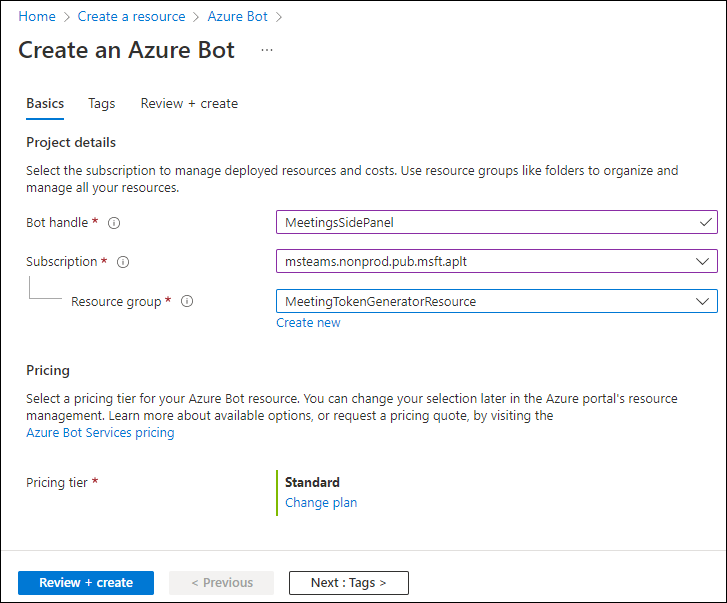 Home > Create a resource > Azure Bot >
Create an Azure Bot ...
Basics Tags Review + create
Project details
Select the subscription to manage deployed resources and costs. Use resource groups like folders to organize and
manage all your resources.
Bot handle * MeetingsSidePanel
Subscription * msteams.nonprod.pub.msft.aplt
Resource group * MeetingTokenGeneratorResource
Create new
Pricing
Select a pricing tier for your Azure Bot resource. You can change your selection later in the Azure portal's resource
management. Learn more about available options, or request a pricing quote, by visiting the
Azure Bot Services pricing
Pricing tier * Standard
Change plan
Review + create < Previous Next : Tags >